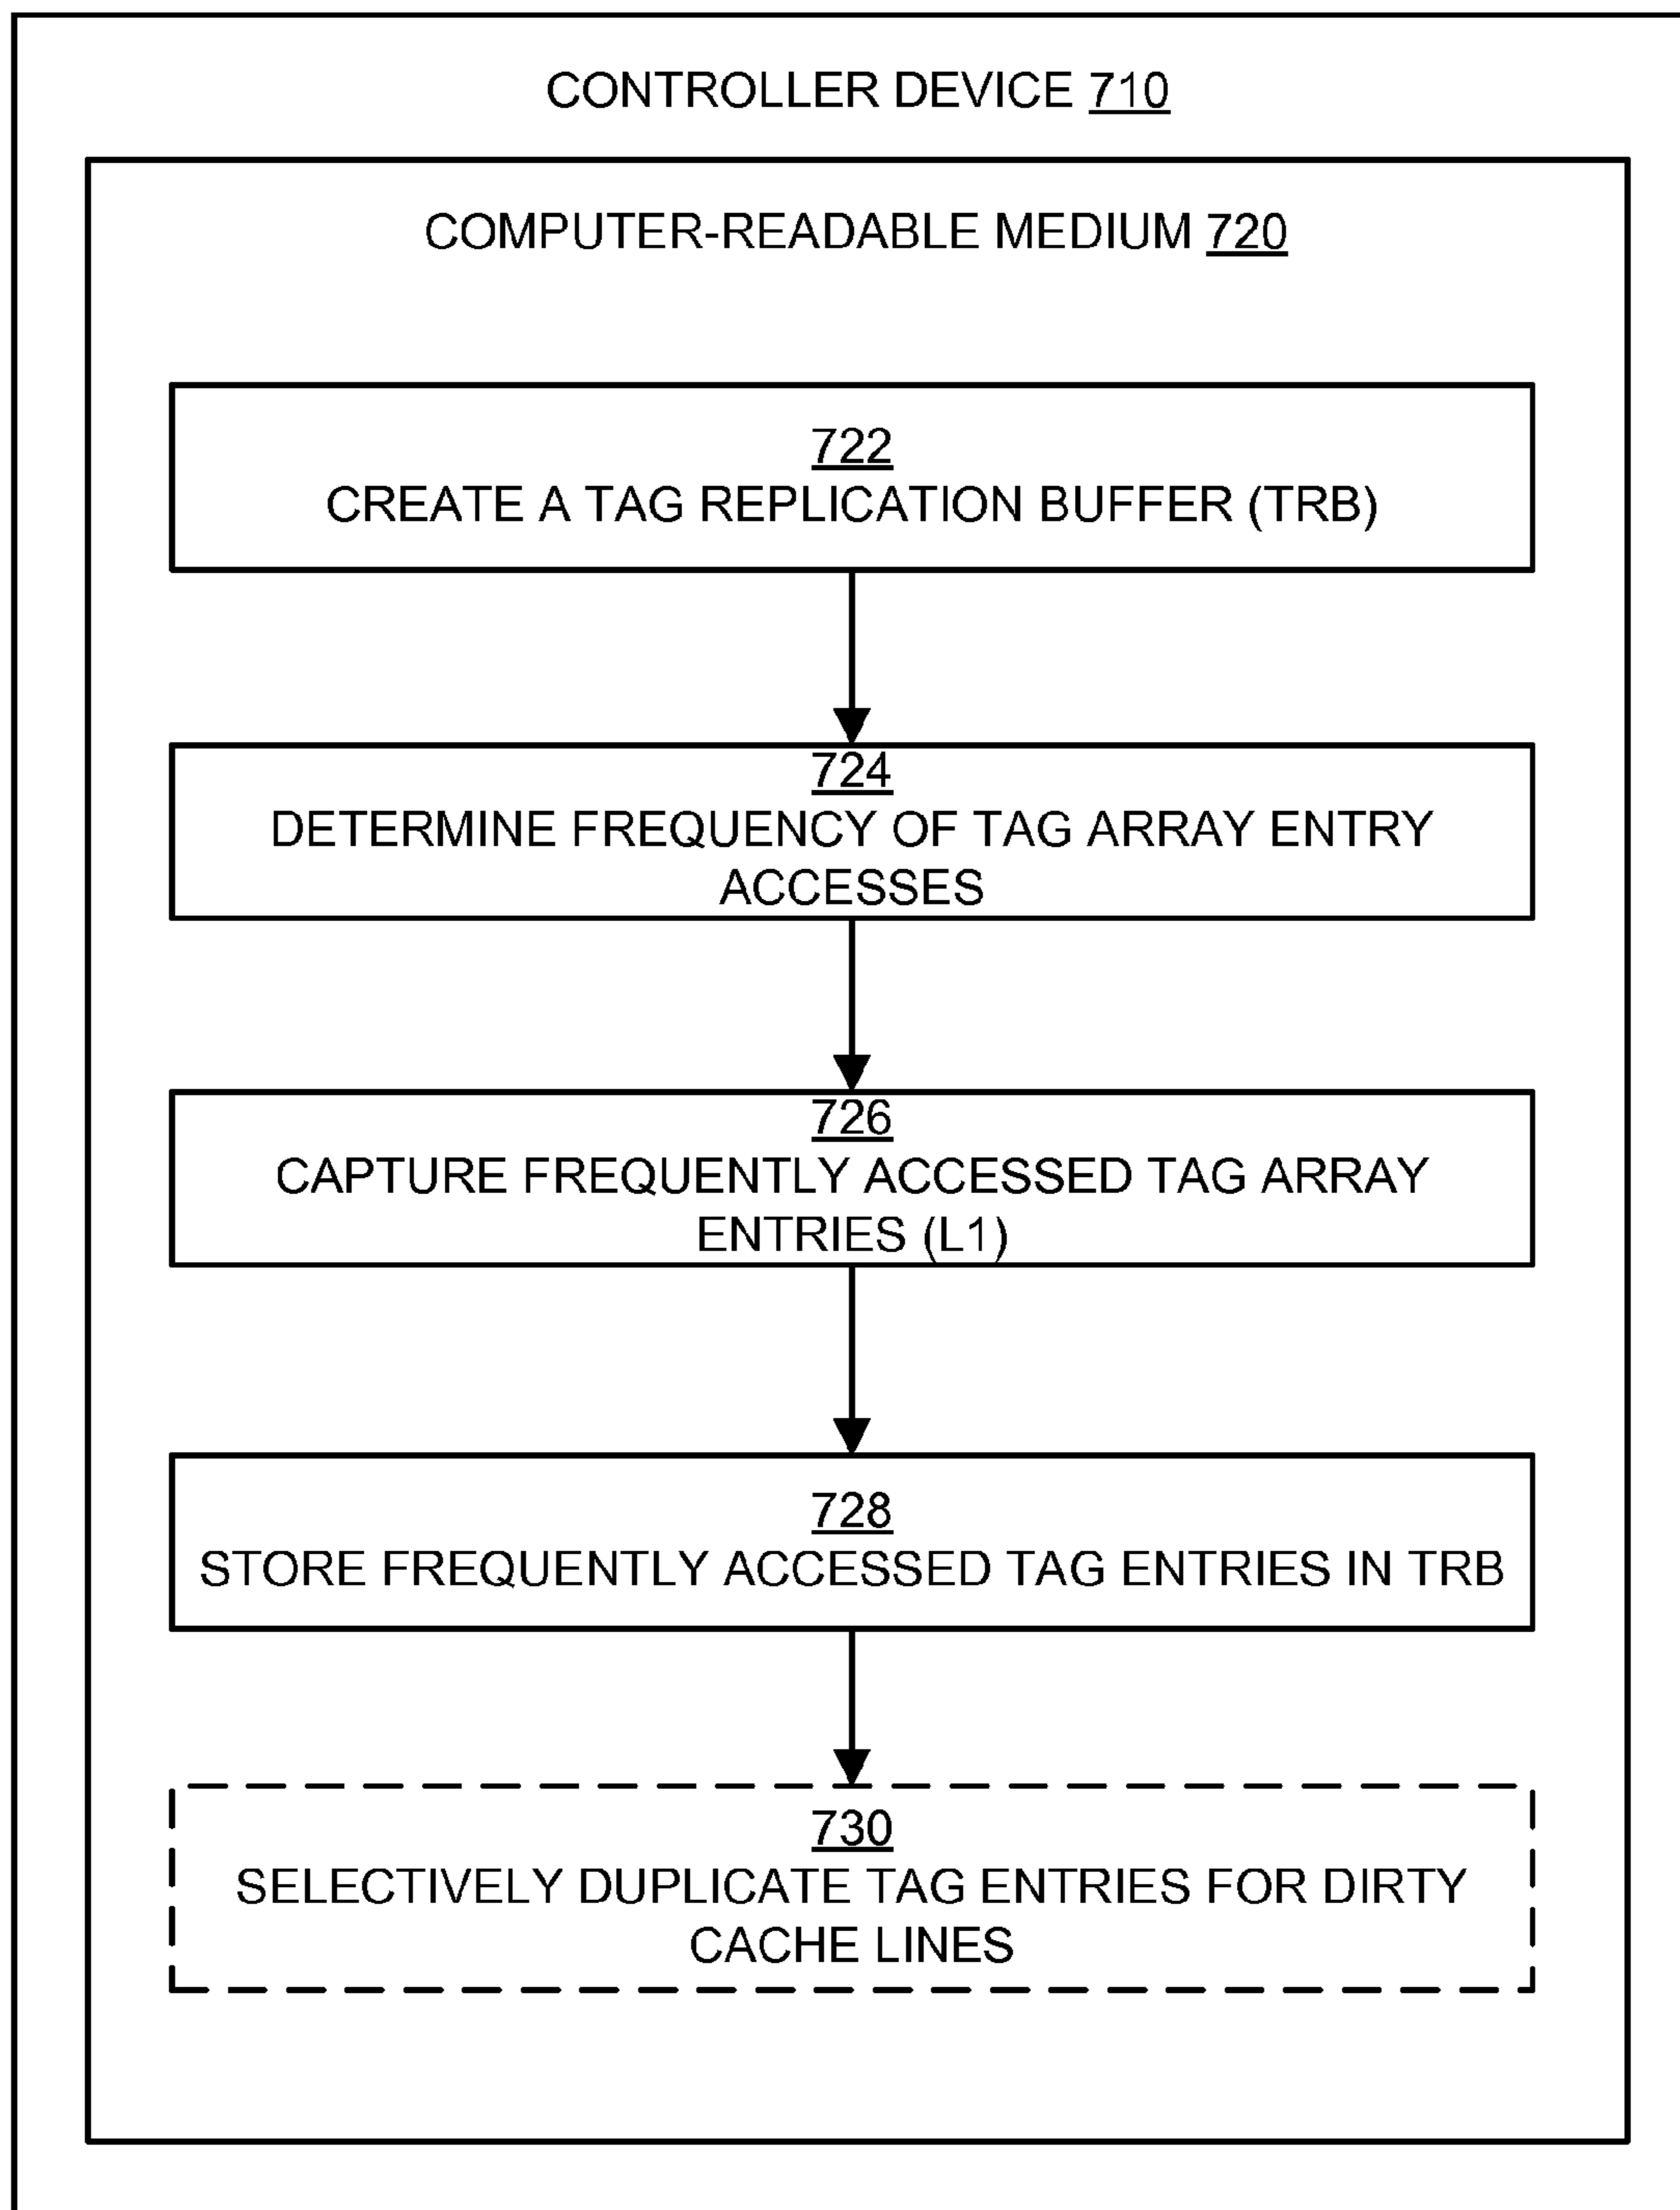 CONTROLLER DEVICE 710
COMPUTER-READABLE MEDIUM 720
722
CREATE A TAG REPLICATION BUFFER (TRB)
724
DETERMINE FREQUENCY OF TAG ARRAY ENTRY
ACCESSES
726
CAPTURE FREQUENTLY ACCESSED TAG ARRAY
ENTRIES (L1)
728
STORE FREQUENTLY ACCESSED TAG ENTRIES IN TRB
730
SELECTIVELY DUPLICATE TAG ENTRIES FOR DIRTY
CACHE LINES